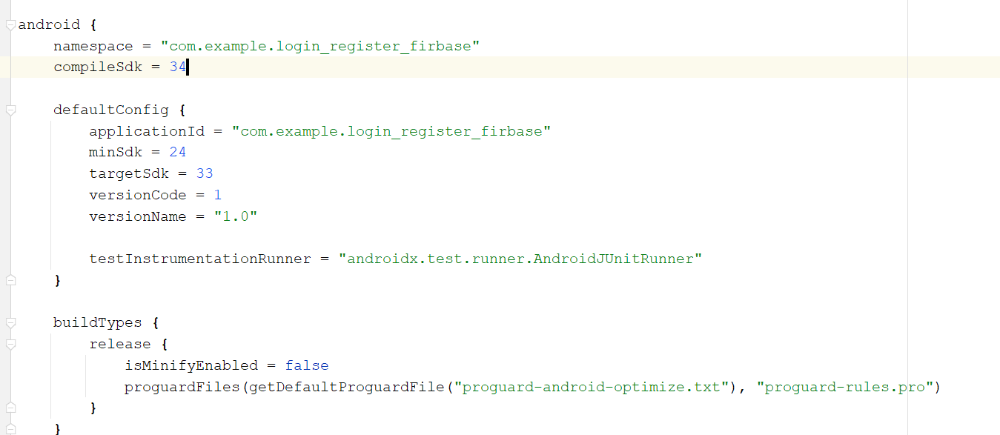 android {
    namespace = "com.example.login_register_firbase"
    compileSdk = 34

    defaultConfig {
        applicationId = "com.example.login_register_firbase"
        minSdk = 24
        targetSdk = 33
        versionCode = 1
        versionName = "1.0"

        testInstrumentationRunner = "androidx.test.runner.AndroidJUnitRunner"
    }

    buildTypes {
        release {
            isMinifyEnabled = false
            proguardFiles(getDefaultProguardFile("proguard-android-optimize.txt"), "proguard-rules.pro")
        }
    }